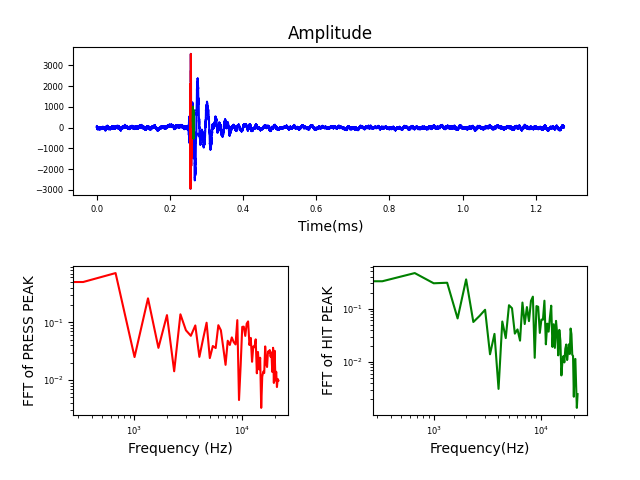 Amplitude
3000
2000
1000
0
−1000
−2000
−3000
0.0 0.2 0.4 0.6 0.8 1.0 1.2
Time(ms)
FFT of PRESS PEAK
10⁻¹
10⁻²
10³ 10⁴
Frequency (Hz)
FFT of HIT PEAK
10⁻¹
10⁻²
10³ 10⁴
Frequency(Hz)